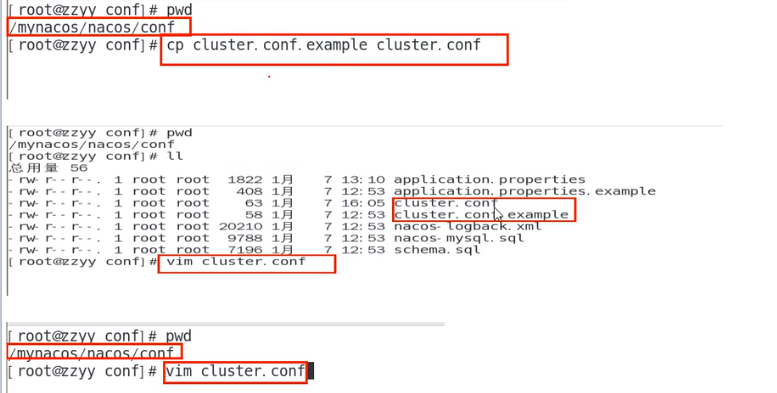 [root@zzyy conf]# pwd
/mynacos/nacos/conf
[root@zzyy conf]# cp cluster.conf.example cluster.conf
[root@zzyy conf]# pwd
/mynacos/nacos/conf
[root@zzyy conf]# ll
总用量 56
-rw-r--r--. 1 root root 1822 1月 7 13:10 application.properties
-rw-r--r--. 1 root root 408 1月 7 12:53 application.properties.example
-rw-r--r--. 1 root root 63 1月 7 16:05 cluster.conf
-rw-r--r--. 1 root root 58 1月 7 12:53 cluster.conf.example
-rw-r--r--. 1 root root 20210 1月 7 12:53 nacos-logback.xml
-rw-r--r--. 1 root root 9788 1月 7 12:53 nacos-mysql.sql
-rw-r--r--. 1 root root 7196 1月 7 12:53 schema.sql
[root@zzyy conf]# vim cluster.conf
[root@zzyy conf]# pwd
/mynacos/nacos/conf
[root@zzyy conf]# vim cluster.conf